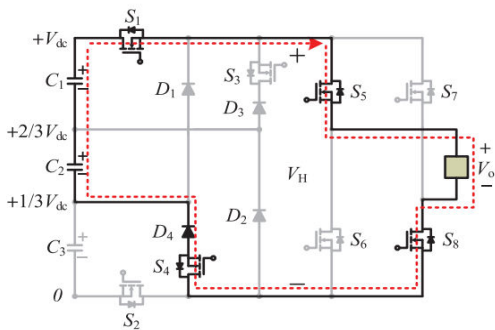 S1
+Vdc
+
C1
+
−
D1
S3
D3
S5
S7
+2/3Vdc
C2
+
−
VH
+
Vo
−
+1/3Vdc
D4
D2
C3
+
−
S4
S6
S8
0
S2
−